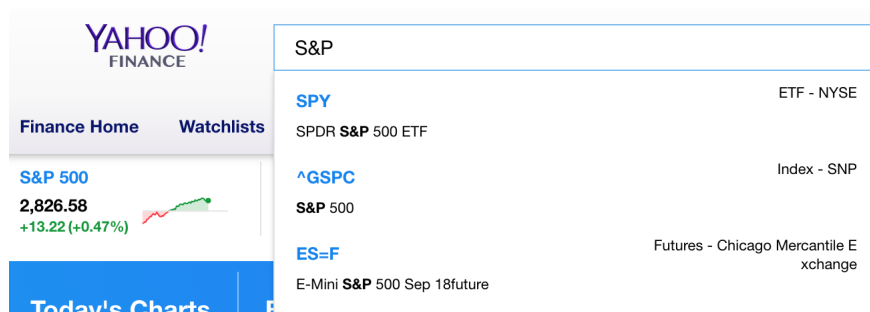 YAHOO!
FINANCE
S&P
Finance Home Watchlists
SPY ETF - NYSE
SPDR S&P 500 ETF
^GSPC Index - SNP
S&P 500
ES=F Futures - Chicago Mercantile E
xchange
E-Mini S&P 500 Sep 18future
S&P 500
2,826.58
+13.22 (+0.47%)
Today's Charts